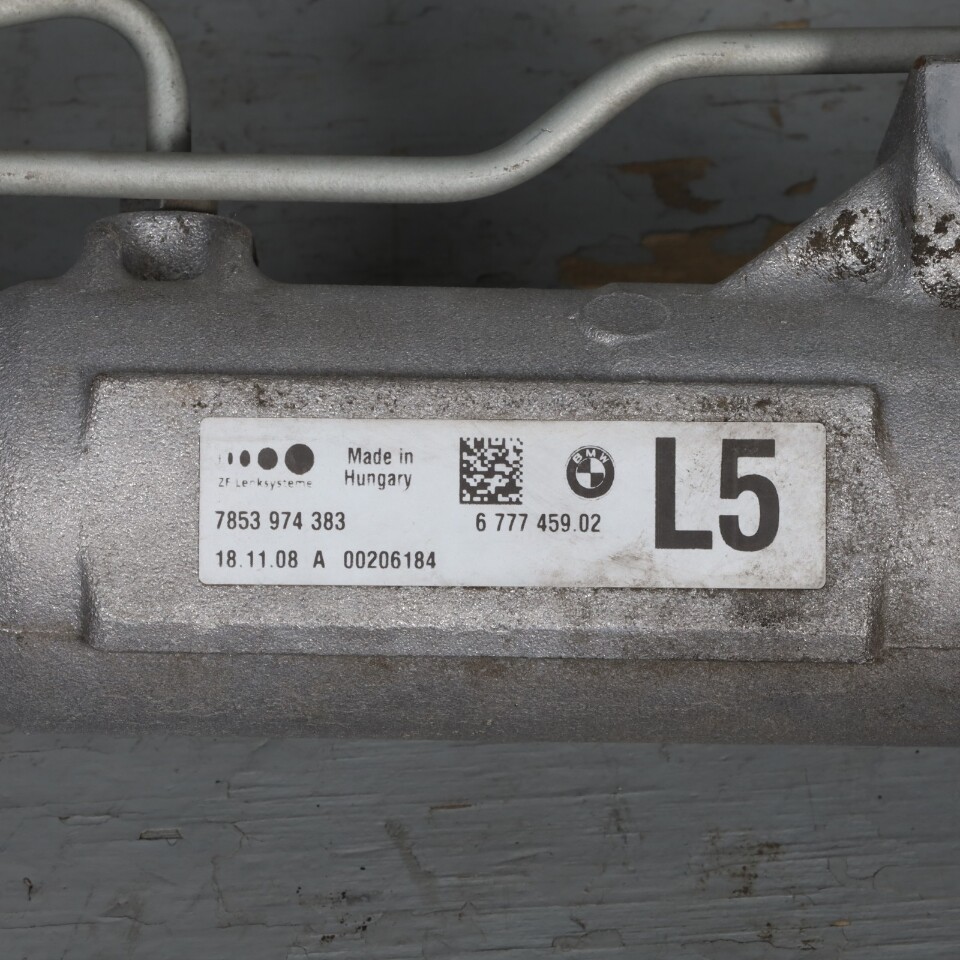 ZF Lenksysteme
Made in
Hungary
BMW
L5
7853 974 383
6 777 459.02
18.11.08 A 00206184